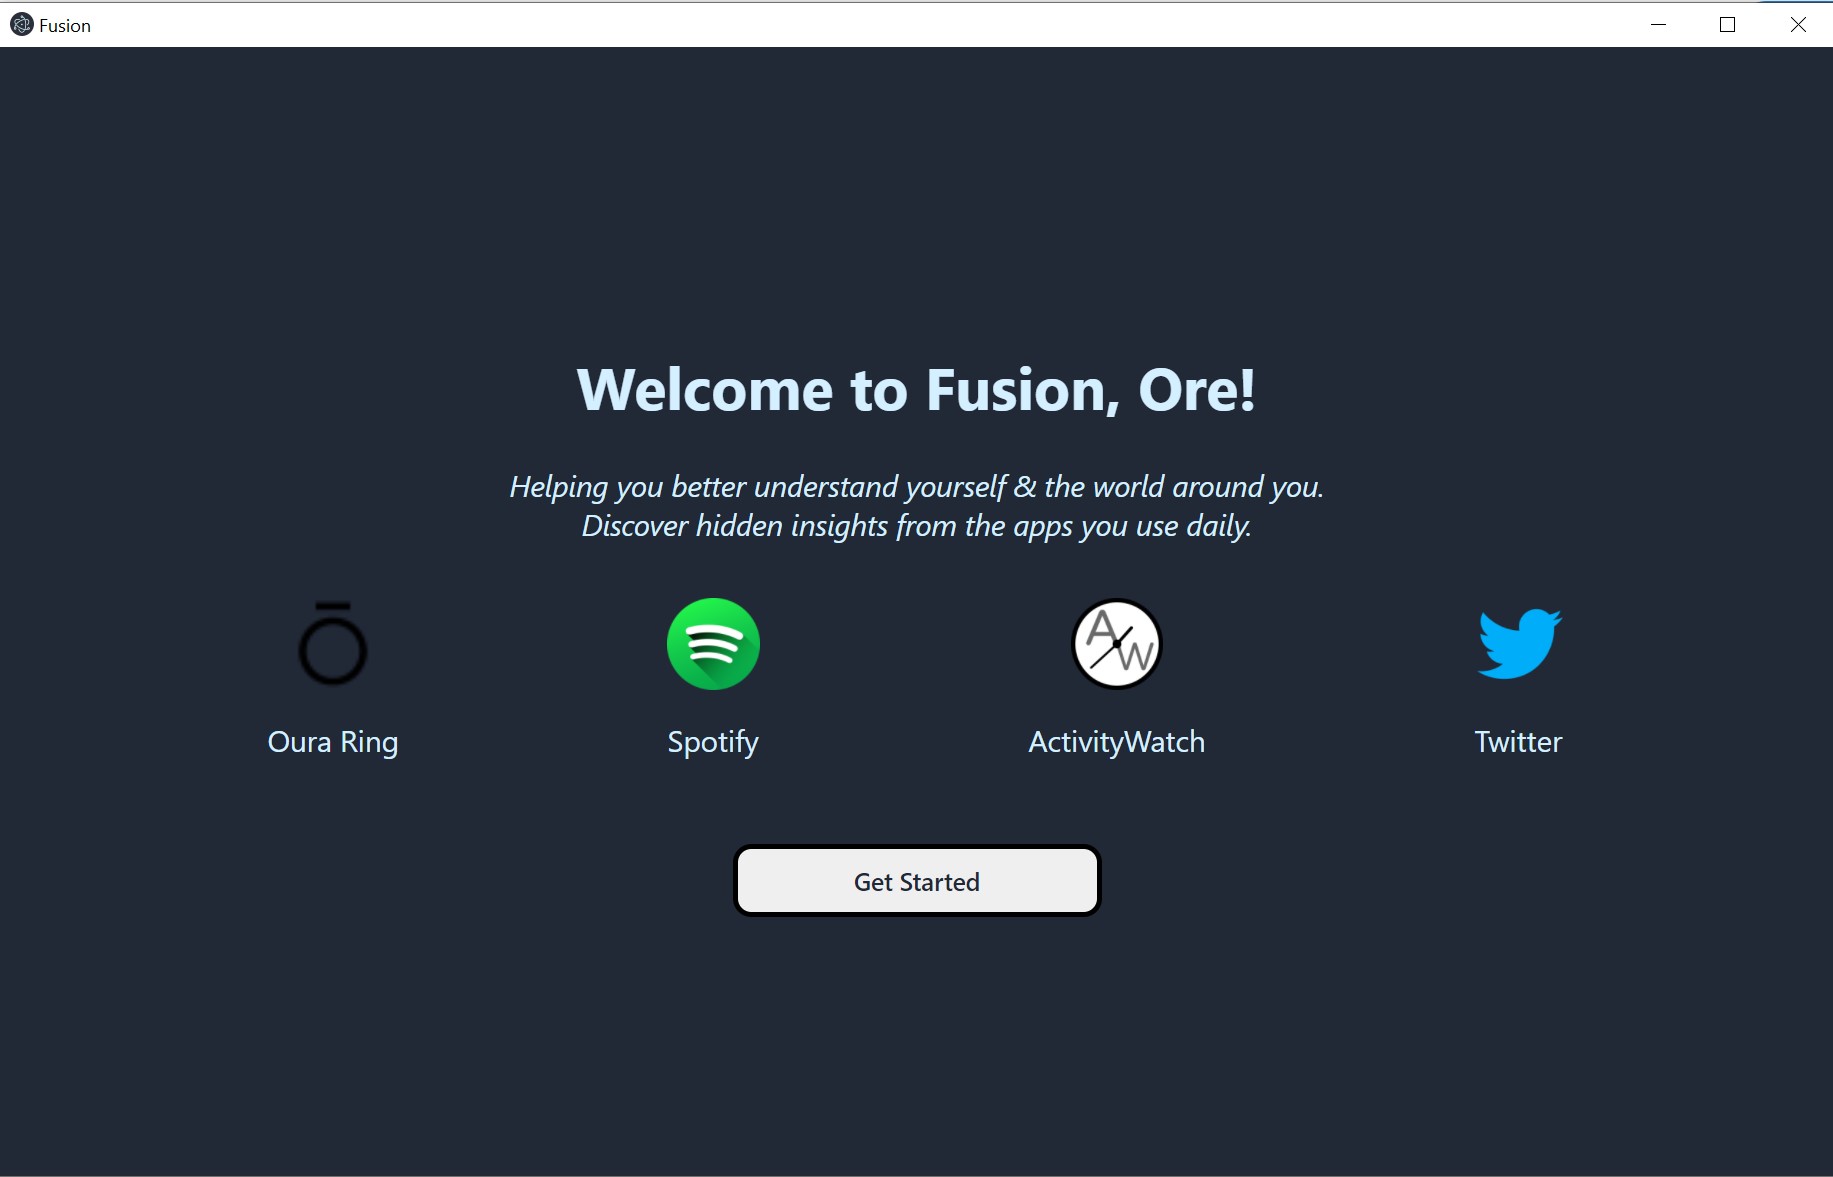 Fusion
Welcome to Fusion, Ore!
Helping you better understand yourself & the world around you.
Discover hidden insights from the apps you use daily.
AW
Oura Ring
Spotify
ActivityWatch
Twitter
Get Started